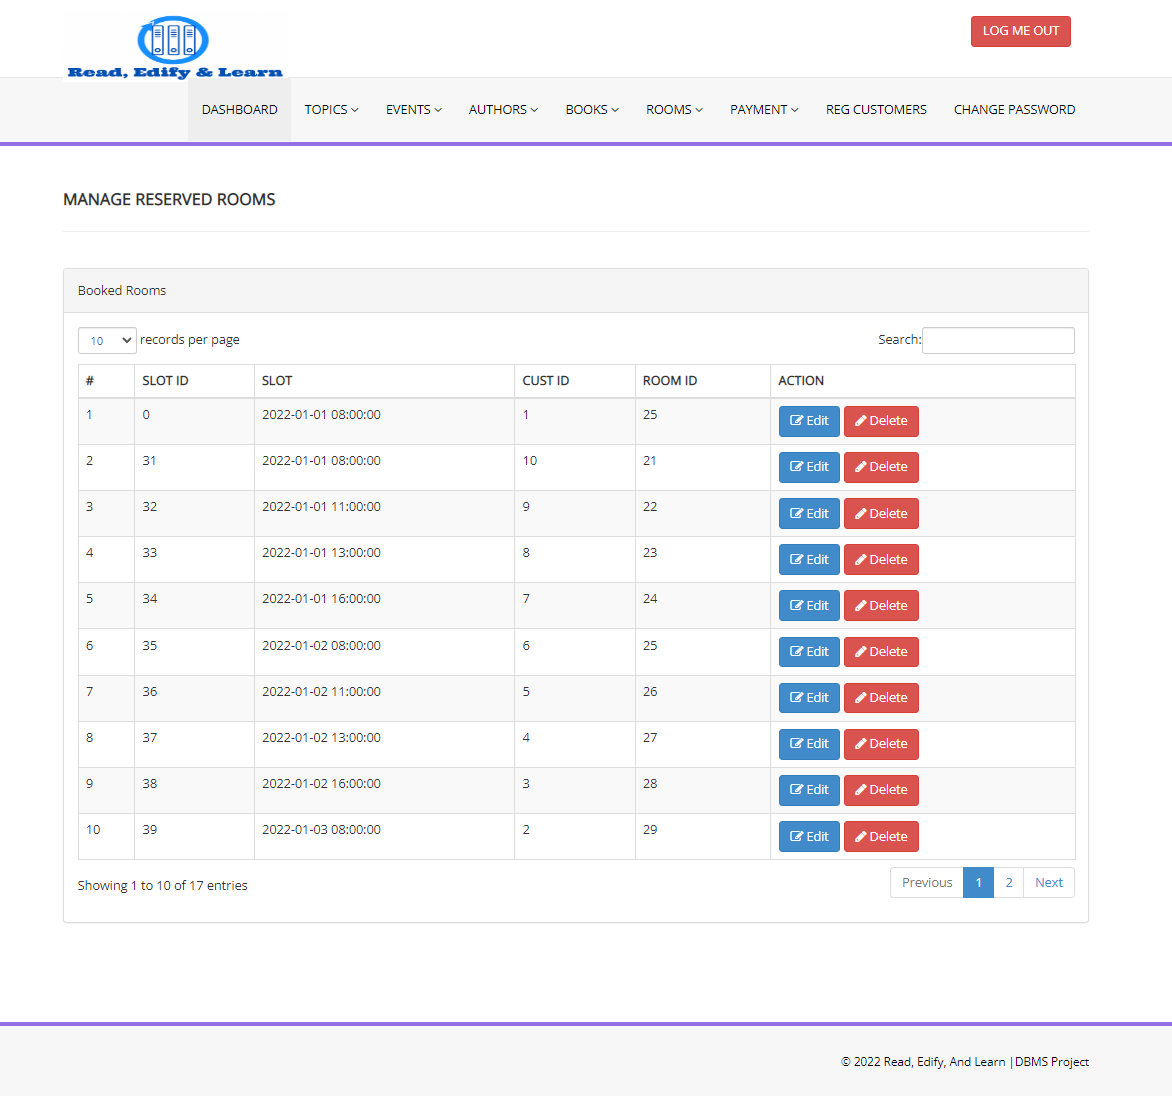 Read, Edify & Learn
LOG ME OUT
DASHBOARD TOPICS EVENTS AUTHORS BOOKS ROOMS PAYMENT REG CUSTOMERS CHANGE PASSWORD
MANAGE RESERVED ROOMS
Booked Rooms
10 records per page Search:
# SLOT ID SLOT CUST ID ROOM ID ACTION
1 0 2022-01-01 08:00:00 1 25 Edit Delete
2 31 2022-01-01 08:00:00 10 21 Edit Delete
3 32 2022-01-01 11:00:00 9 22 Edit Delete
4 33 2022-01-01 13:00:00 8 23 Edit Delete
5 34 2022-01-01 16:00:00 7 24 Edit Delete
6 35 2022-01-02 08:00:00 6 25 Edit Delete
7 36 2022-01-02 11:00:00 5 26 Edit Delete
8 37 2022-01-02 13:00:00 4 27 Edit Delete
9 38 2022-01-02 16:00:00 3 28 Edit Delete
10 39 2022-01-03 08:00:00 2 29 Edit Delete
Showing 1 to 10 of 17 entries Previous 1 2 Next
© 2022 Read, Edify, And Learn |DBMS Project